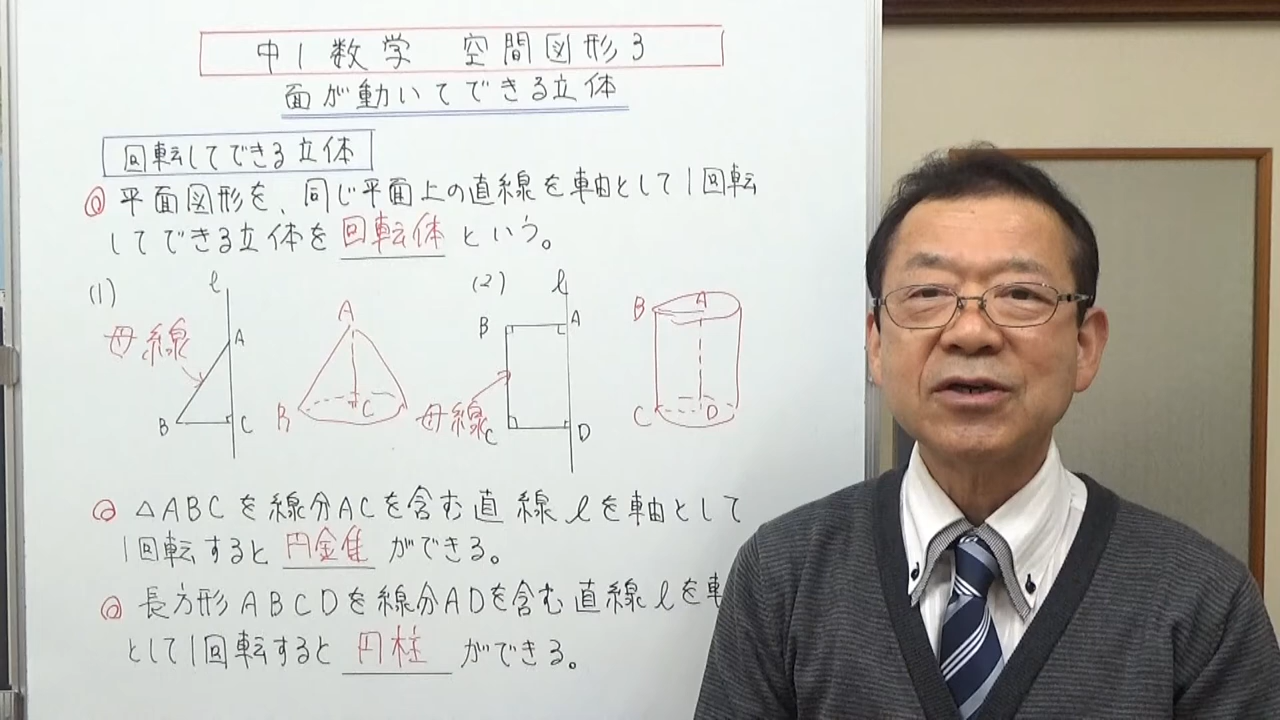 中1数学 空間図形3
面が動いてできる立体
回転してできる立体
◎ 平面図形を、同じ平面上の直線を軸として1回転
してできる立体を 回転体 という。
(1) ℓ A B C 母線
A B C
(2) ℓ B A C D 母線
B A C D
◎ △ABCを線分ACを含む直線ℓを軸として
1回転すると 円錐 ができる。
◎ 長方形ABCDを線分ADを含む直線ℓを軸
として1回転すると 円柱 ができる。